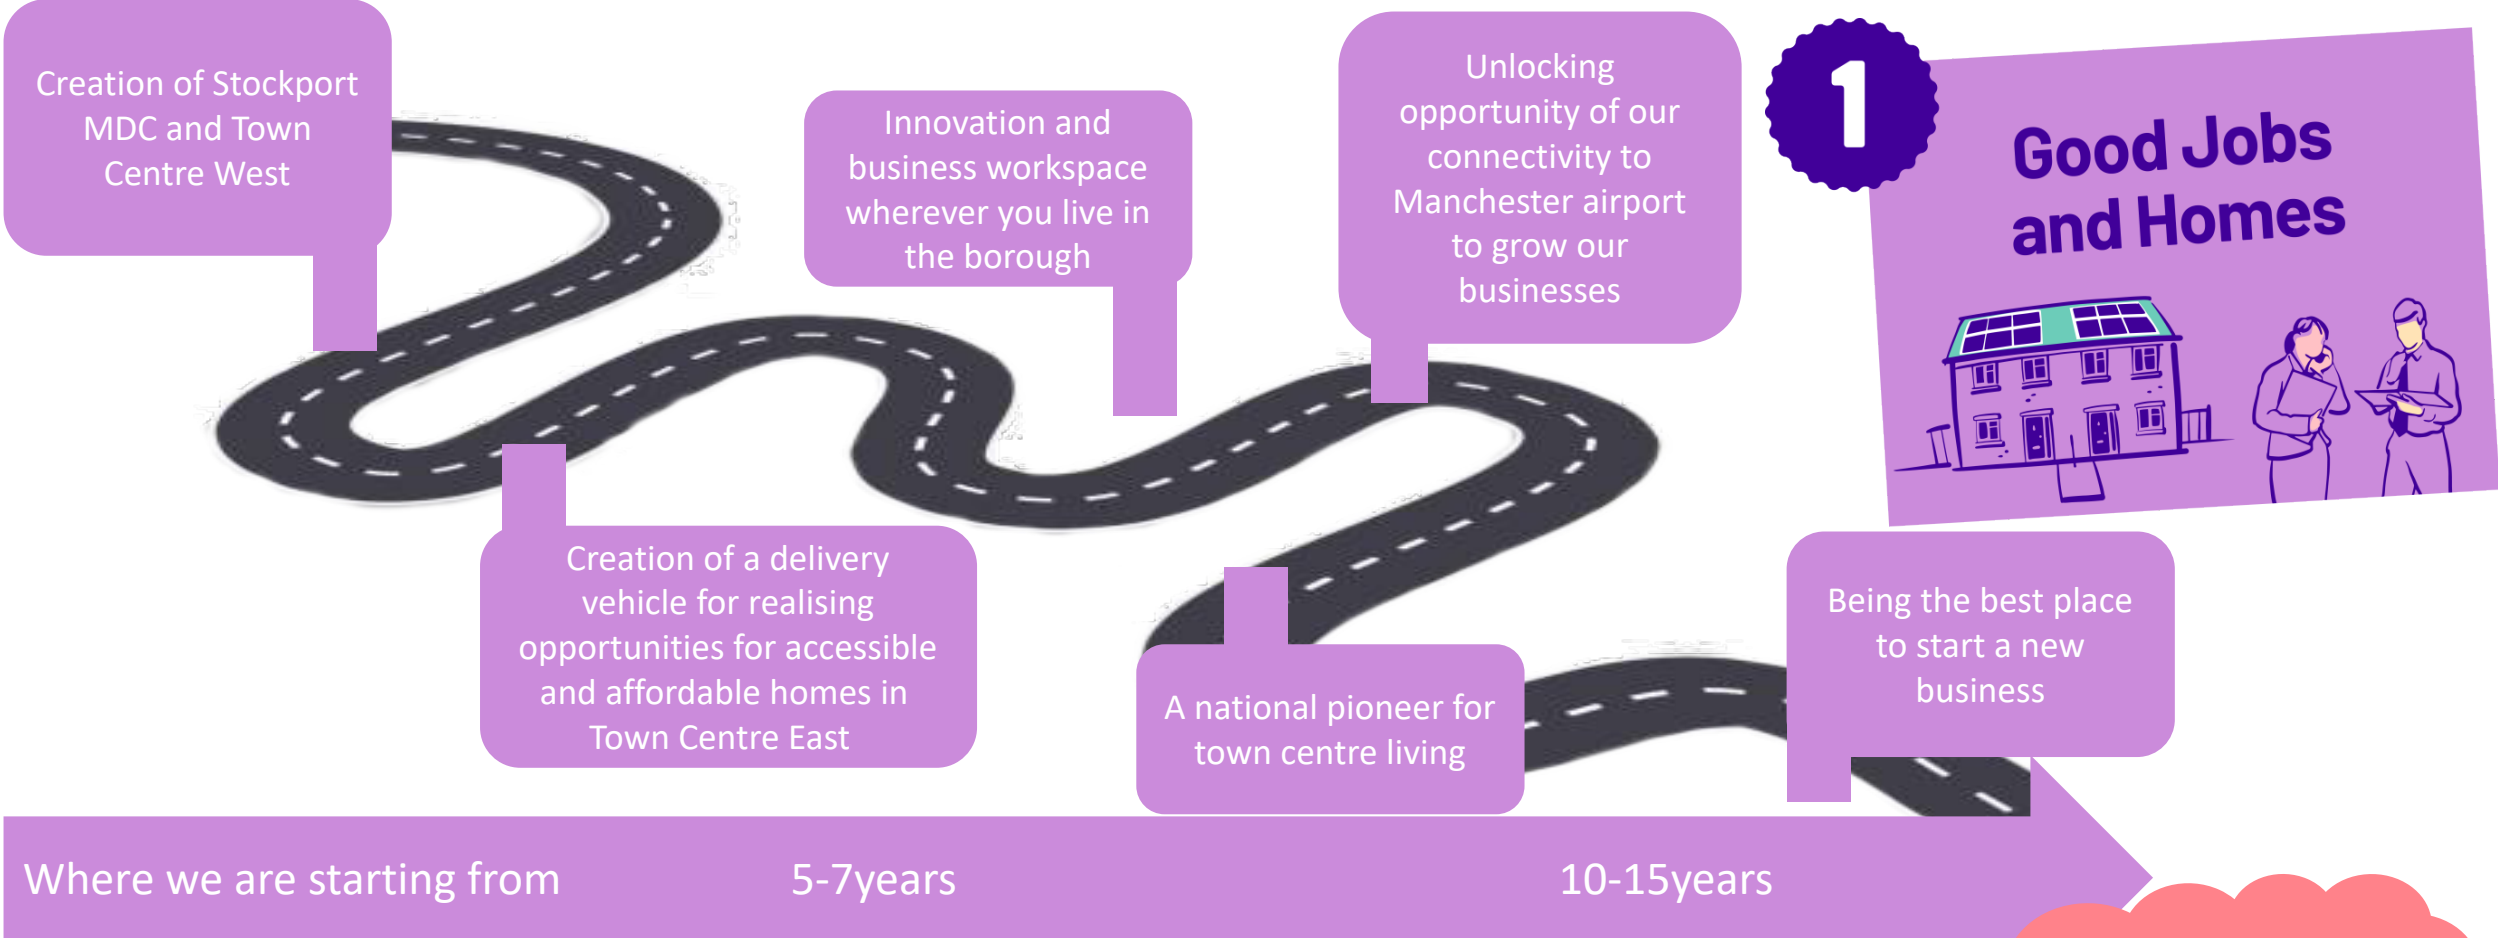 Creation of Stockport
MDC and Town
Centre West
Innovation and
business workspace
wherever you live in
the borough
Unlocking
opportunity of our
connectivity to
Manchester airport
to grow our
businesses
1
Good Jobs
and Homes
Creation of a delivery
vehicle for realising
opportunities for accessible
and affordable homes in
Town Centre East
A national pioneer for
town centre living
Being the best place
to start a new
business
Where we are starting from
5-7years
10-15years